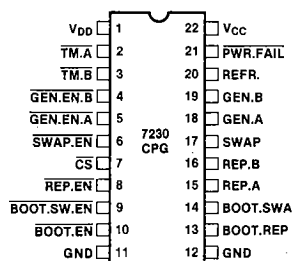 VDD 1 22 VCC
TM.A 2 21 PWR.FAIL
TM.B 3 20 REFR.
GEN.EN.B 4 19 GEN.B
GEN.EN.A 5 18 GEN.A
7230
SWAP.EN 6 17 SWAP
CPG
CS 7 16 REP.B
REP.EN 8 15 REP.A
BOOT.SW.EN 9 14 BOOT.SWA
BOOT.EN 10 13 BOOT.REP
GND 11 12 GND